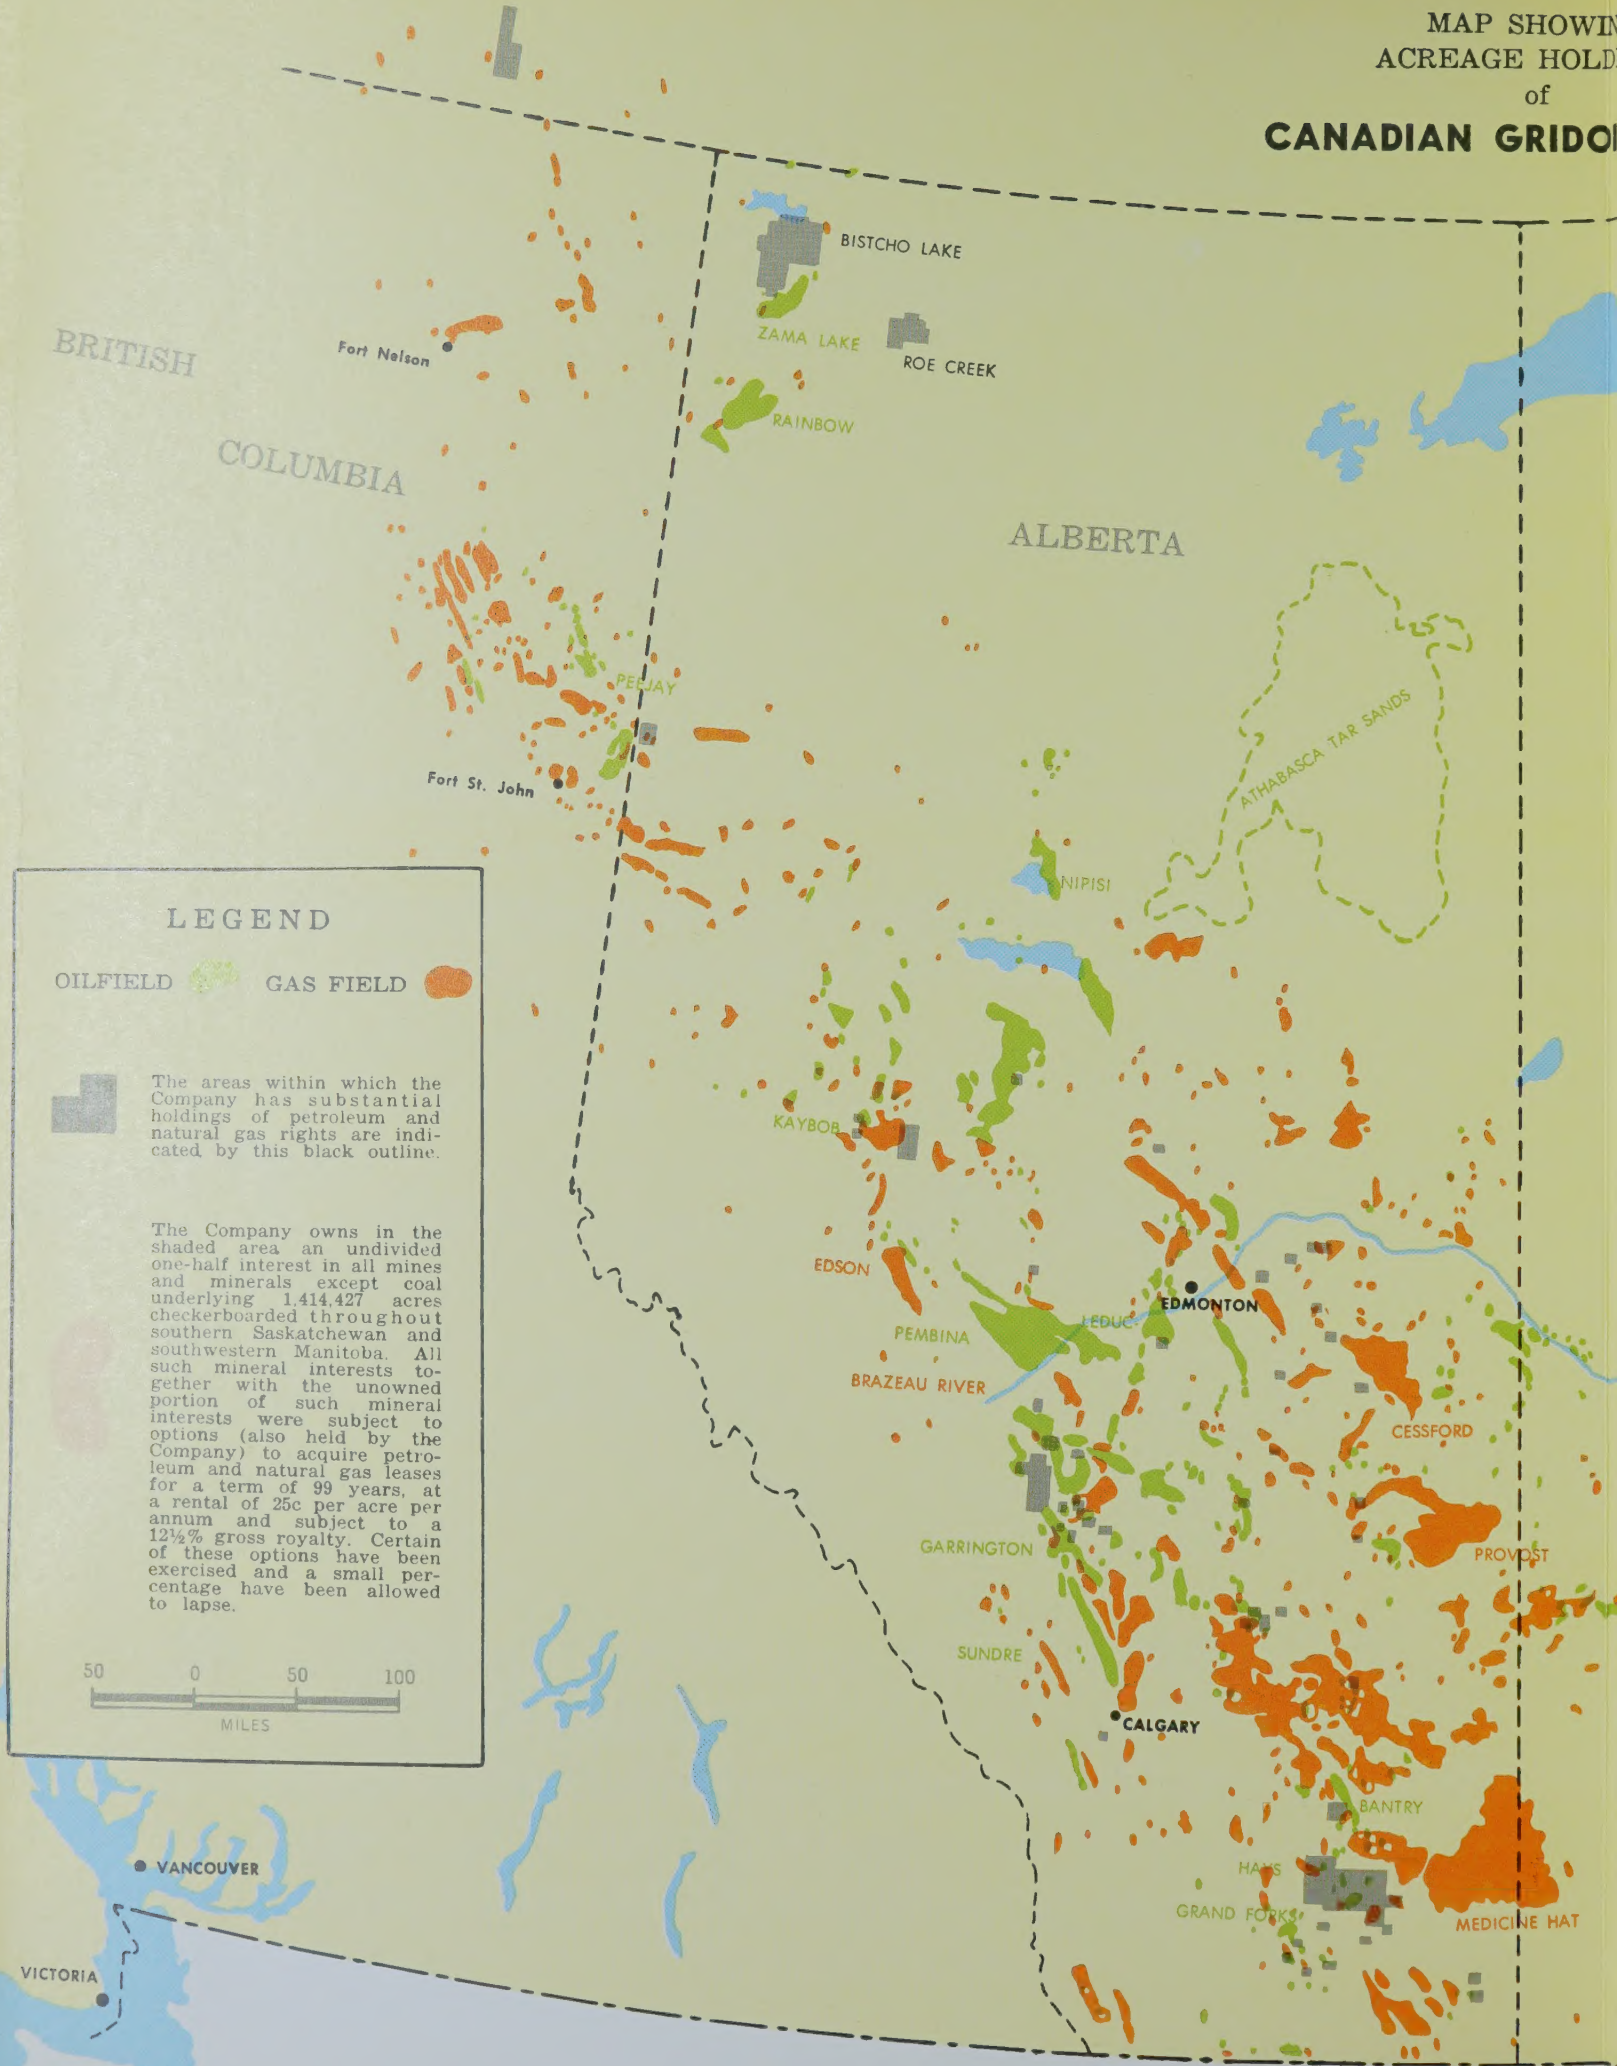 MAP SHOWIN
ACREAGE HOLD
of
CANADIAN GRIDO
BISTCHO LAKE
ZAMA LAKE
ROE CREEK
RAINBOW
Fort Nelson
BRITISH
COLUMBIA
ALBERTA
PEEJAY
Fort St. John
ATHABASCA TAR SANDS
NIPISI
KAYBOB
EDSON
EDMONTON
LEDUC
PEMBINA
BRAZEAU RIVER
CESSFORD
GARRINGTON
PROVOST
SUNDRE
CALGARY
BANTRY
HAYS
GRAND FORKS
MEDICINE HAT
VANCOUVER
VICTORIA
LEGEND
OILFIELD GAS FIELD
The areas within which the
Company has substantial
holdings of petroleum and
natural gas rights are indi-
cated by this black outline.
The Company owns in the
shaded area an undivided
one-half interest in all mines
and minerals except coal
underlying 1,414,427 acres
checkerboarded throughout
southern Saskatchewan and
southwestern Manitoba. All
such mineral interests to-
gether with the unowned
portion of such mineral
interests were subject to
options (also held by the
Company) to acquire petro-
leum and natural gas leases
for a term of 99 years, at
a rental of 25c per acre per
annum and subject to a
12½% gross royalty. Certain
of these options have been
exercised and a small per-
centage have been allowed
to lapse.
50 0 50 100
MILES